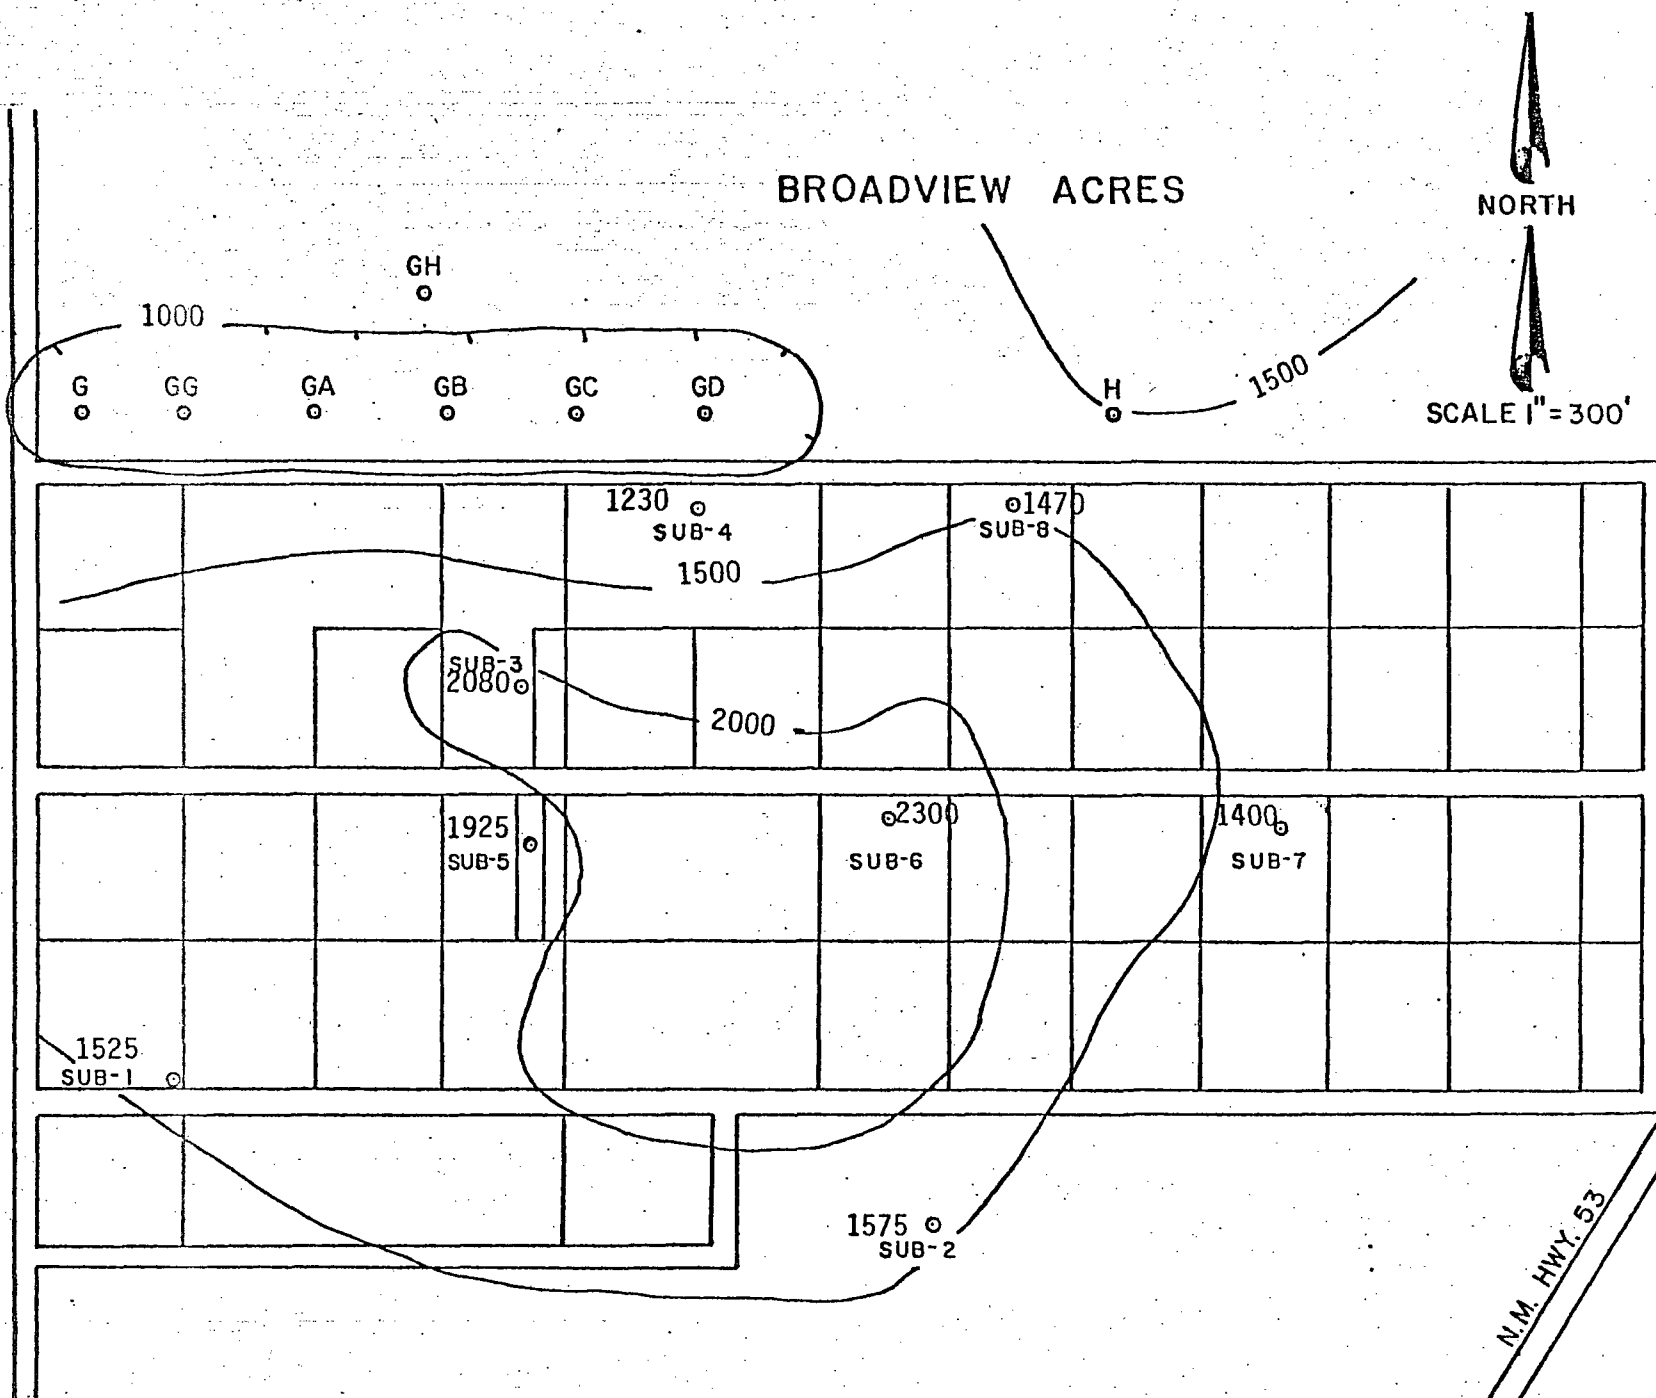 BROADVIEW ACRES
NORTH
GH
1000
1500
G GG GA GB GC GD H
SCALE 1"=300'
1230
SUB-4
1470
SUB-8
1500
SUB-3
2080
2000
1925
SUB-5
2300
SUB-6
1400
SUB-7
1525
SUB-1
1575
SUB-2
N.M. HWY. 53